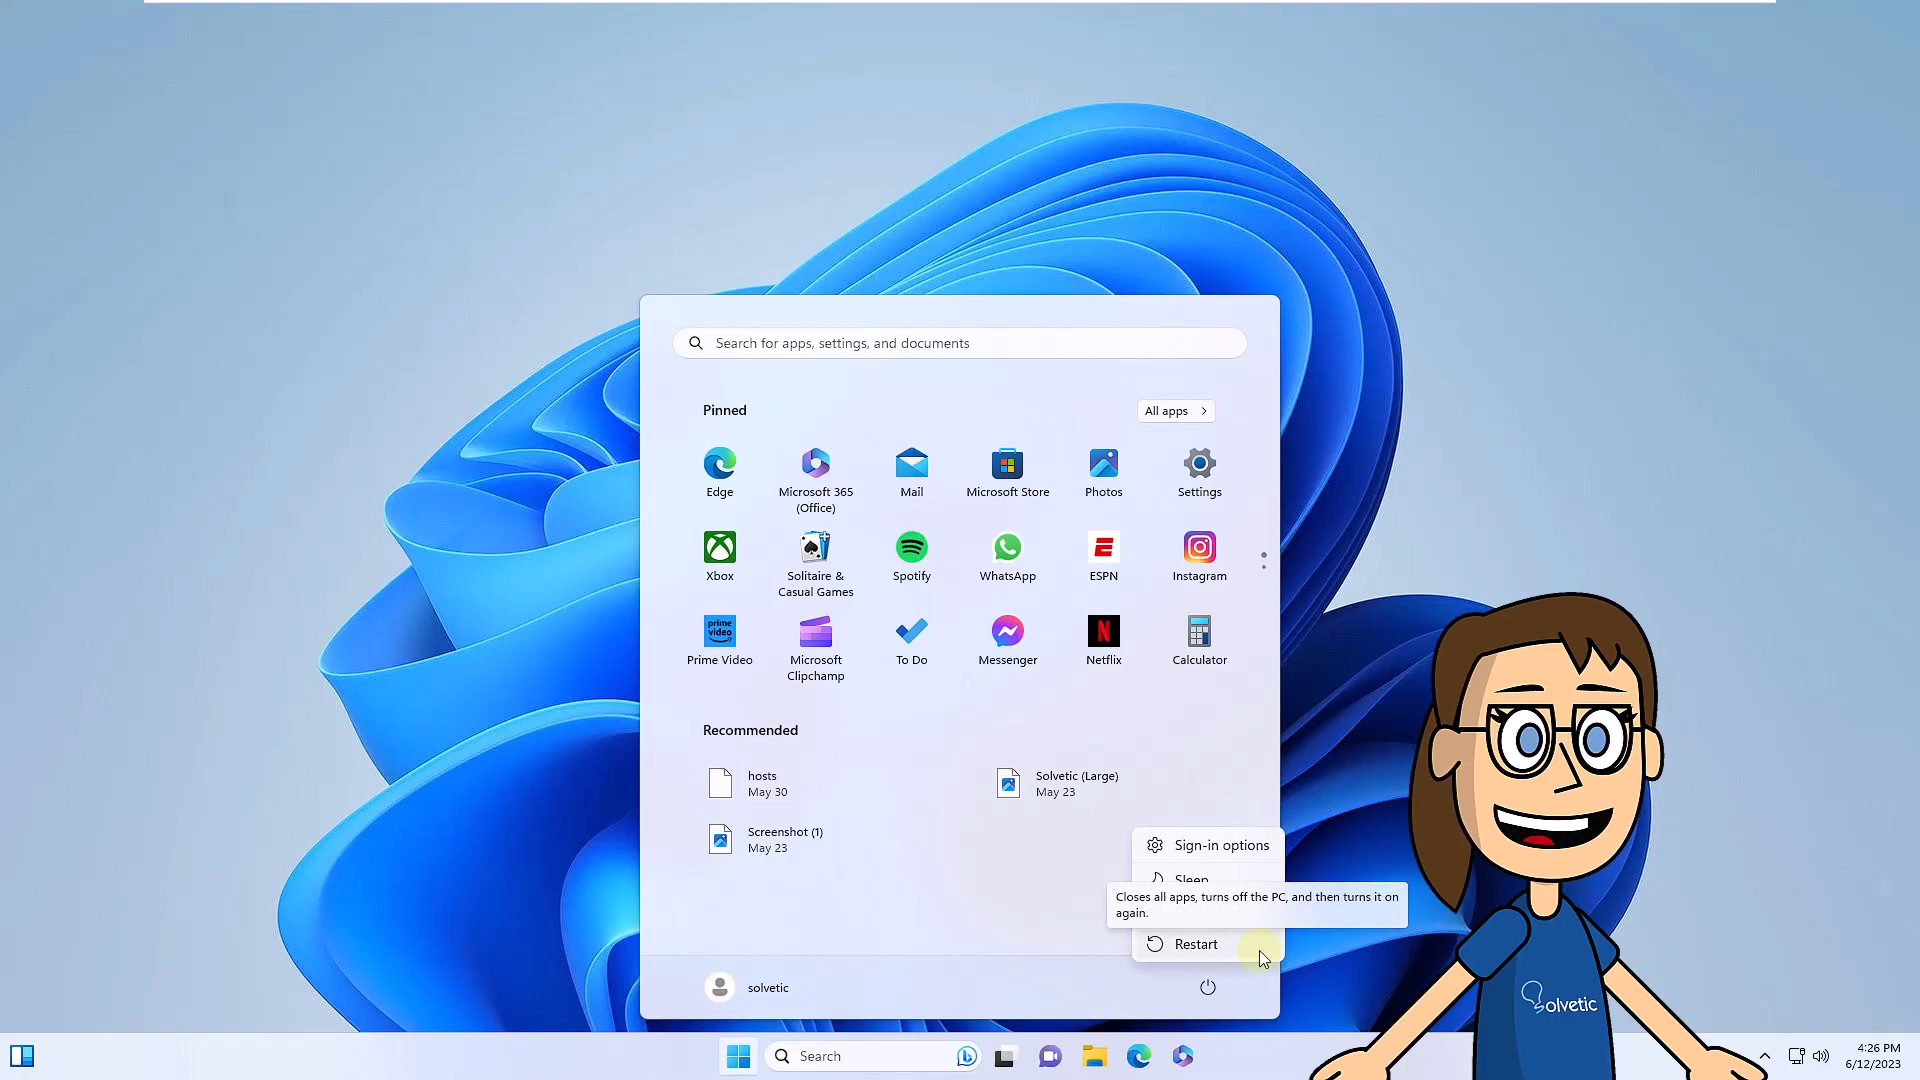 Search for apps, settings, and documents
Pinned
All apps
Edge
Microsoft 365
(Office)
Mail
Microsoft Store
Photos
Settings
Xbox
Solitaire &
Casual Games
Spotify
WhatsApp
ESPN
Instagram
prime
video
Prime Video
Microsoft
Clipchamp
To Do
Messenger
Netflix
Calculator
Recommended
hosts
May 30
Solvetic (Large)
May 23
Screenshot (1)
May 23
Sign-in options
Sleep
Closes all apps, turns off the PC, and then turns it on
again.
Restart
solvetic
Solvetic
Search
4:26 PM
6/12/2023